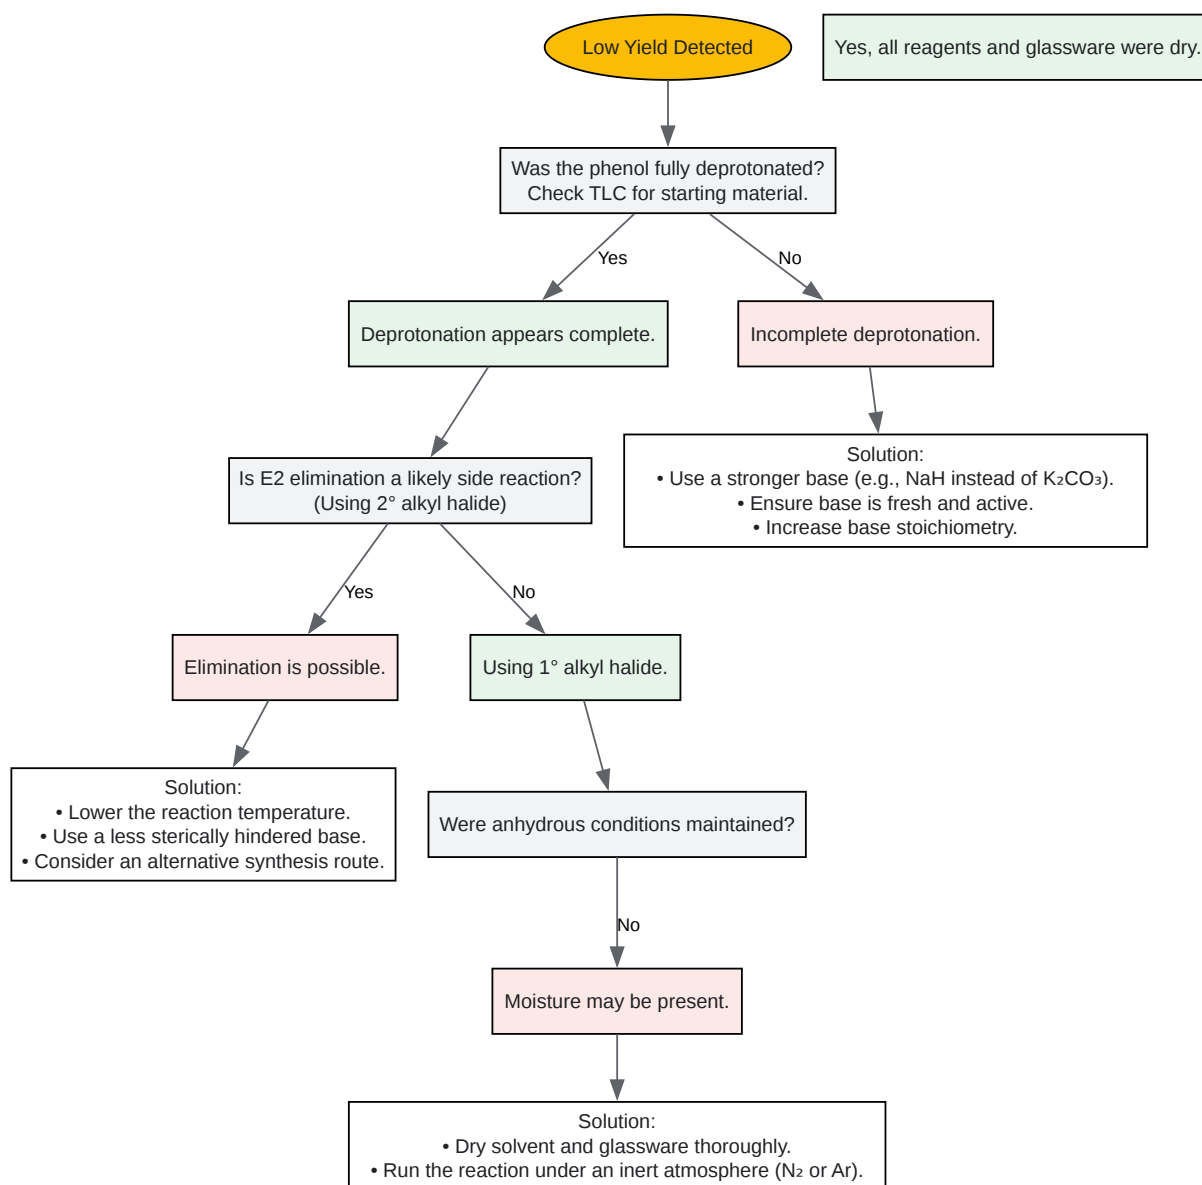 Low Yield Detected
Yes, all reagents and glassware were dry.
Was the phenol fully deprotonated?
Check TLC for starting material.
Yes
No
Deprotonation appears complete.
Incomplete deprotonation.
Solution:
• Use a stronger base (e.g., NaH instead of K₂CO₃).
• Ensure base is fresh and active.
• Increase base stoichiometry.
Is E2 elimination a likely side reaction?
(Using 2° alkyl halide)
Yes
No
Elimination is possible.
Using 1° alkyl halide.
Solution:
• Lower the reaction temperature.
• Use a less sterically hindered base.
• Consider an alternative synthesis route.
Were anhydrous conditions maintained?
No
Moisture may be present.
Solution:
• Dry solvent and glassware thoroughly.
• Run the reaction under an inert atmosphere (N₂ or Ar).